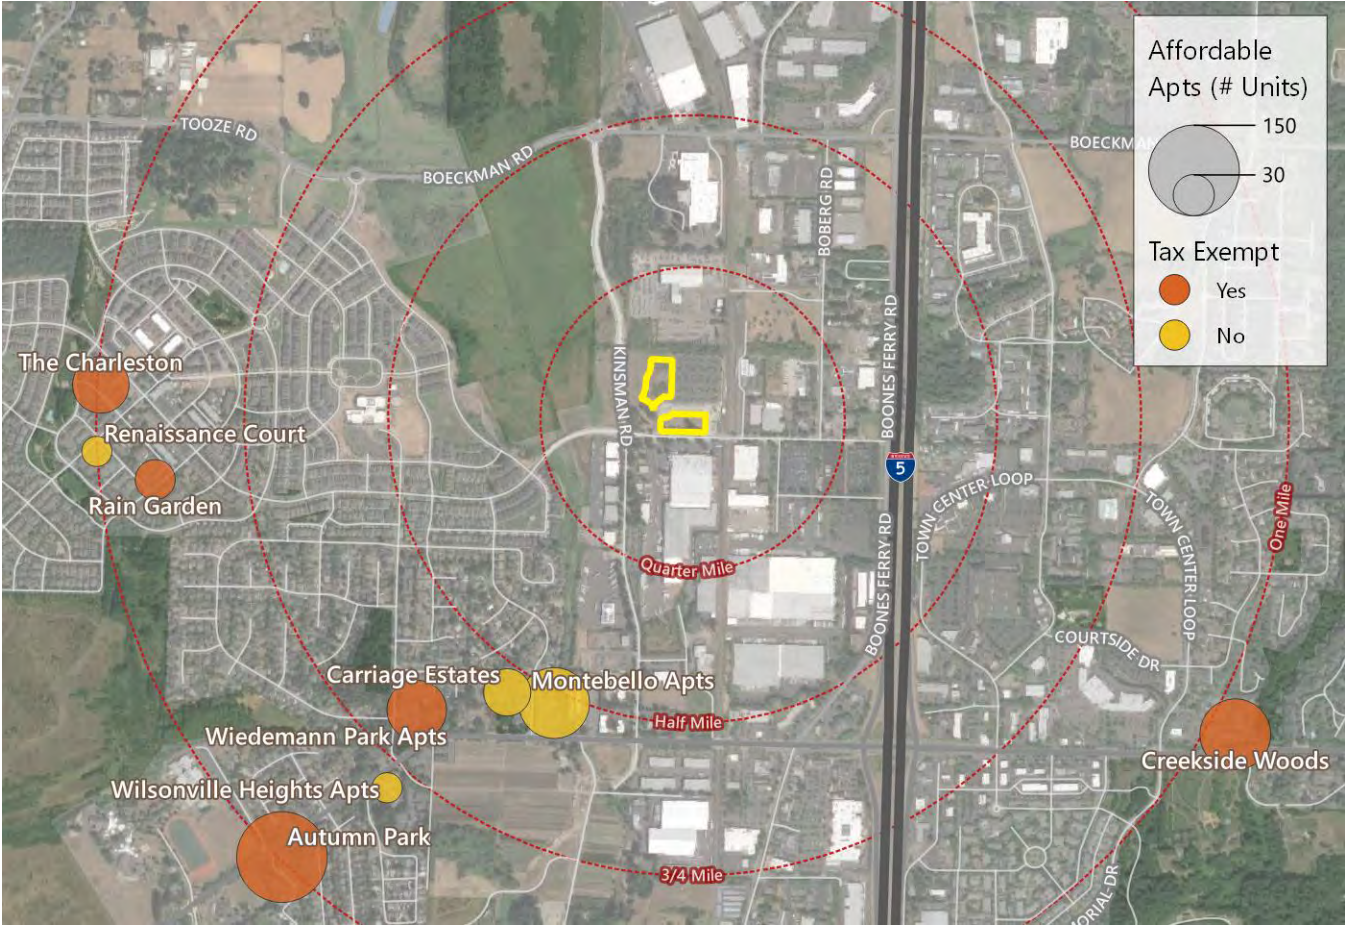 Affordable
Apts (# Units)
150
30
Tax Exempt
Yes
No
TOOZE RD
BOECKMAN RD
BOECKMAN
BOBERG RD
KINSMAN RD
BOONES FERRY RD
The Charleston
Renaissance Court
Rain Garden
5
TOWN CENTER LOOP
TOWN CENTER LOOP
One Mile
Quarter Mile
BOONES FERRY RD
COURTSIDE DR
Carriage Estates
Montebello Apts
Half Mile
Wiedemann Park Apts
Creekside Woods
Wilsonville Heights Apts
Autumn Park
3/4 Mile
MORIAL DR